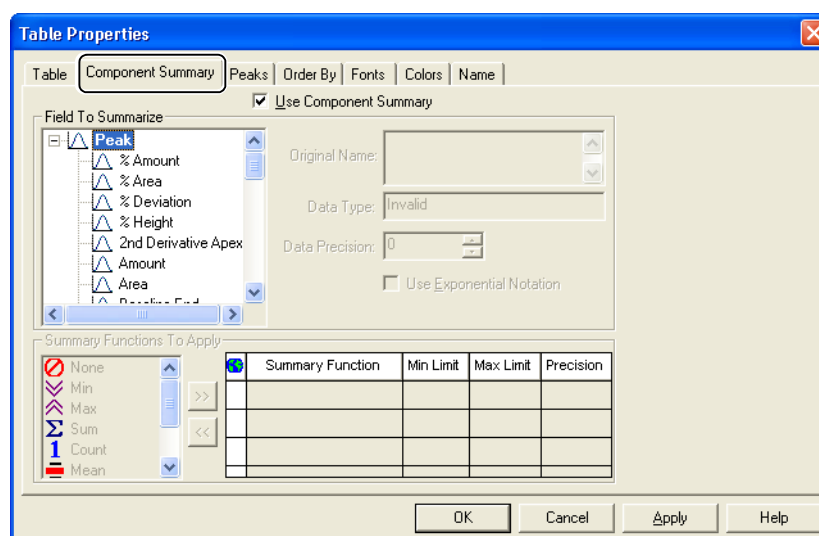 Table Properties
Table
Component Summary
Peaks
Order By
Fonts
Colors
Name
Use Component Summary
Field To Summarize
Peak
% Amount
% Area
% Deviation
% Height
2nd Derivative Apex
Amount
Area
Original Name:
Data Type: Invalid
Data Precision: 0
Use Exponential Notation
Summary Functions To Apply
None
Min
Max
Sum
1 Count
Mean
>>
<<
Summary Function
Min Limit
Max Limit
Precision
OK
Cancel
Apply
Help